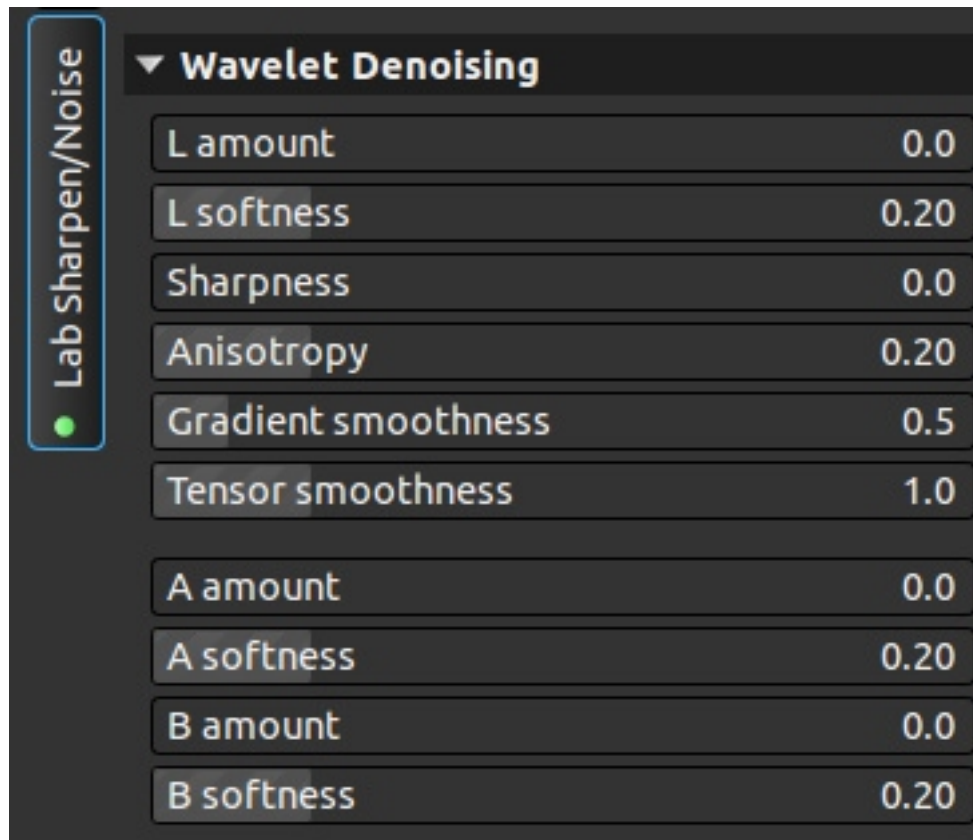 Lab Sharpen/Noise
Wavelet Denoising
L amount 0.0
L softness 0.20
Sharpness 0.0
Anisotropy 0.20
Gradient smoothness 0.5
Tensor smoothness 1.0
A amount 0.0
A softness 0.20
B amount 0.0
B softness 0.20